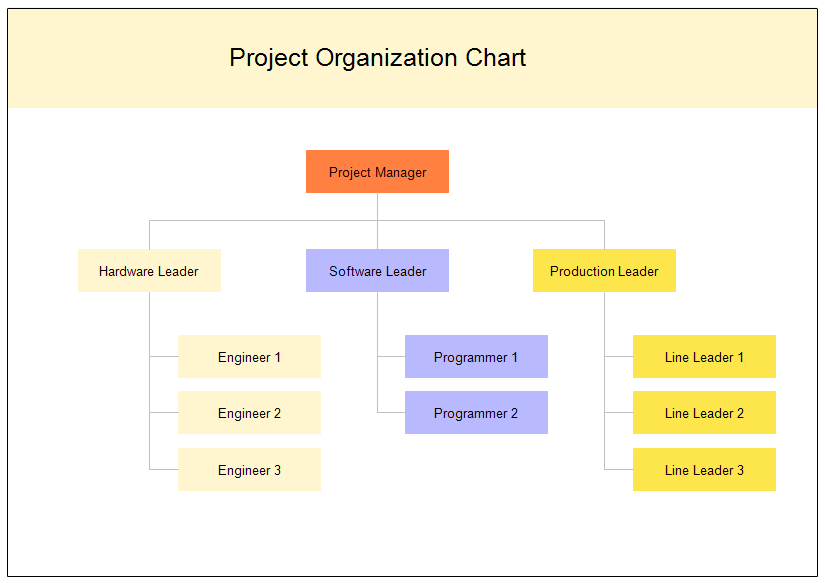 Project Organization Chart
Project Manager
Hardware Leader
Software Leader
Production Leader
Engineer 1
Programmer 1
Line Leader 1
Engineer 2
Programmer 2
Line Leader 2
Engineer 3
Line Leader 3